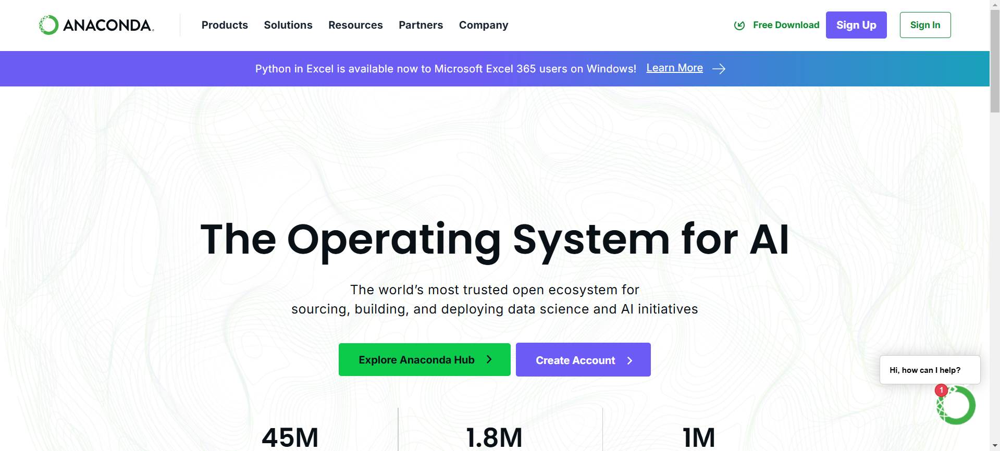 ANACONDA.
Products Solutions Resources Partners Company
Free Download Sign Up Sign In
Python in Excel is available now to Microsoft Excel 365 users on Windows! Learn More
The Operating System for AI
The world’s most trusted open ecosystem for
sourcing, building, and deploying data science and AI initiatives
Explore Anaconda Hub Create Account
Hi, how can I help?
1
45M 1.8M 1M